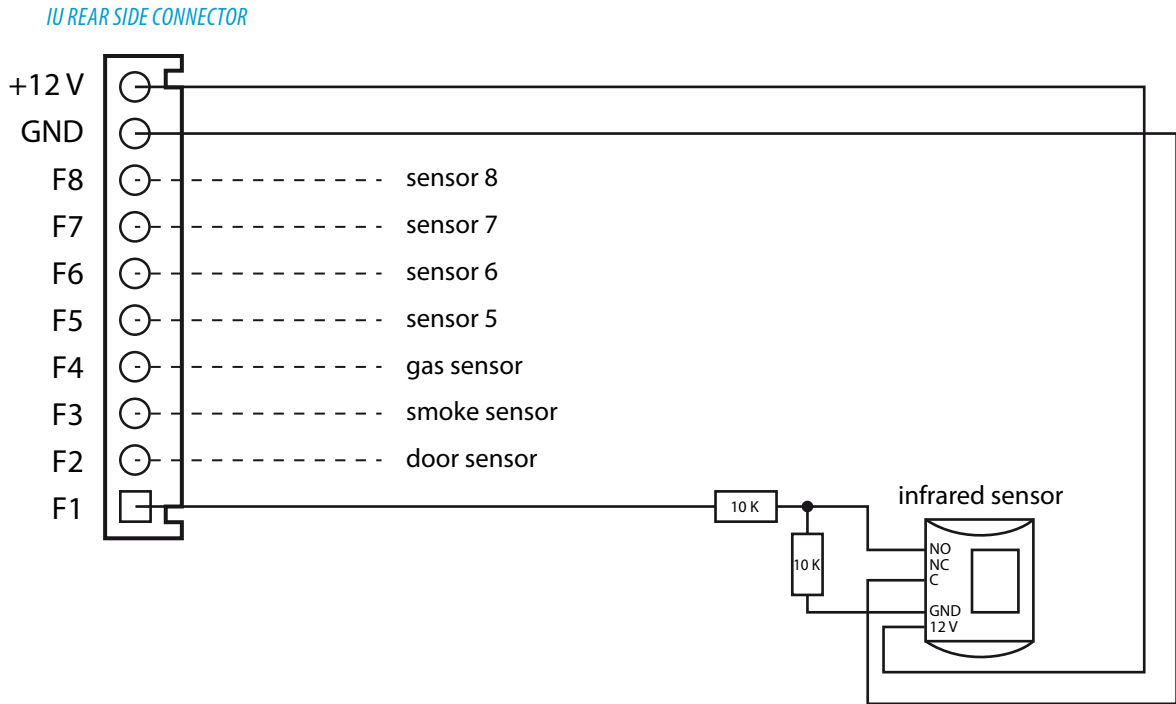 IU REAR SIDE CONNECTOR
+12 V
GND
F8 sensor 8
F7 sensor 7
F6 sensor 6
F5 sensor 5
F4 gas sensor
F3 smoke sensor
F2 door sensor
F1
10 K
infrared sensor
10 K
NO
NC
C
GND
12 V